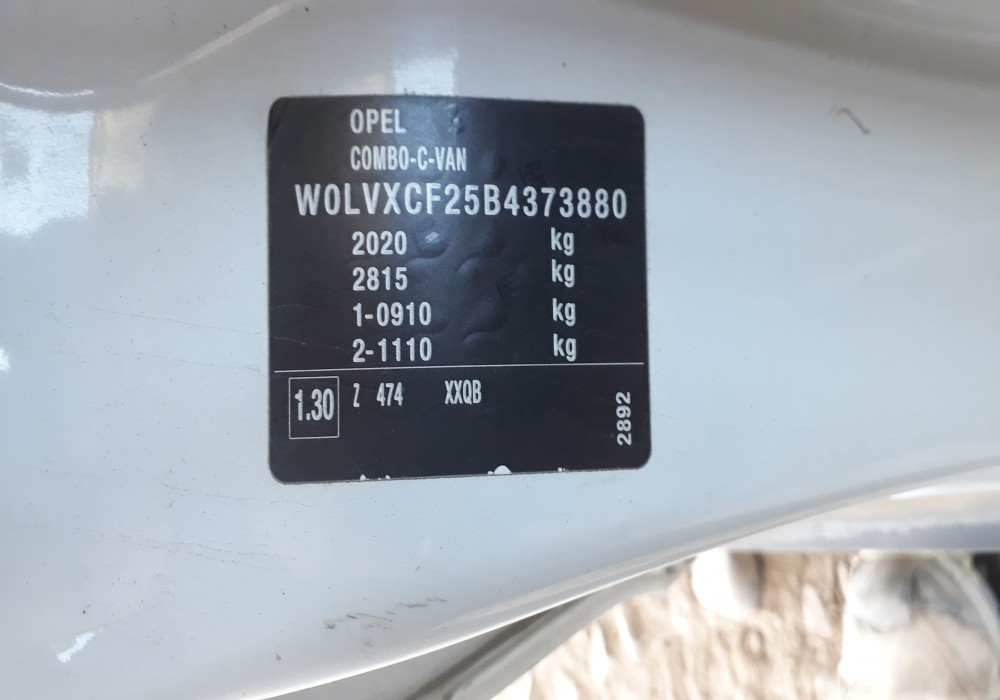 OPEL
COMBO-C-VAN
W0LVXCF25B4373880
2020 kg
2815 kg
1-0910 kg
2-1110 kg
1.30 Z 474 XXQB
2892